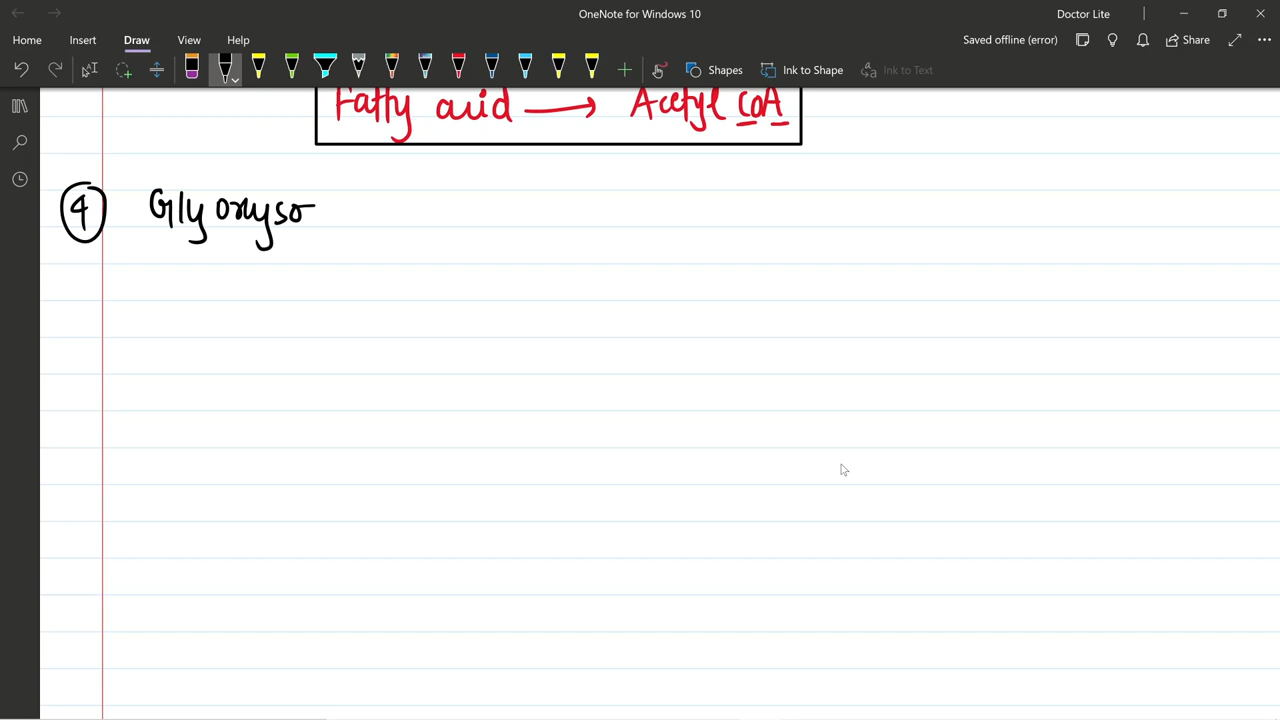 OneNote for Windows 10
Doctor Lite
Home Insert Draw View Help
Saved offline (error)
Share
Shapes
Ink to Shape
Ink to Text
Fatty acid → Acetyl CoA
4 Glyoxyso